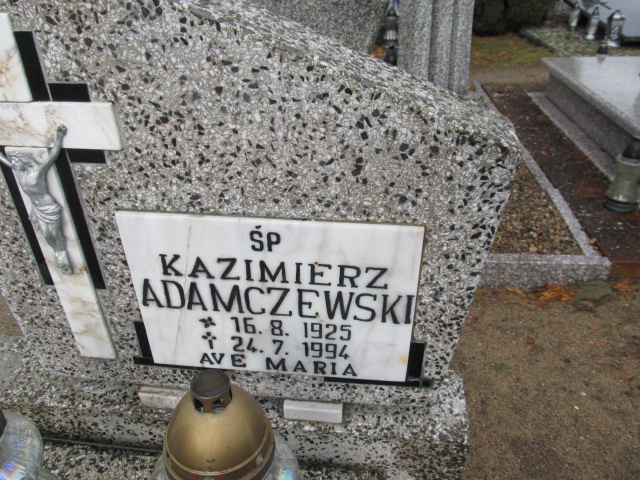 ŚP
KAZIMIERZ
ADAMCZEWSKI
16. 8. 1925
† 24. 7. 1994
AVE MARIA